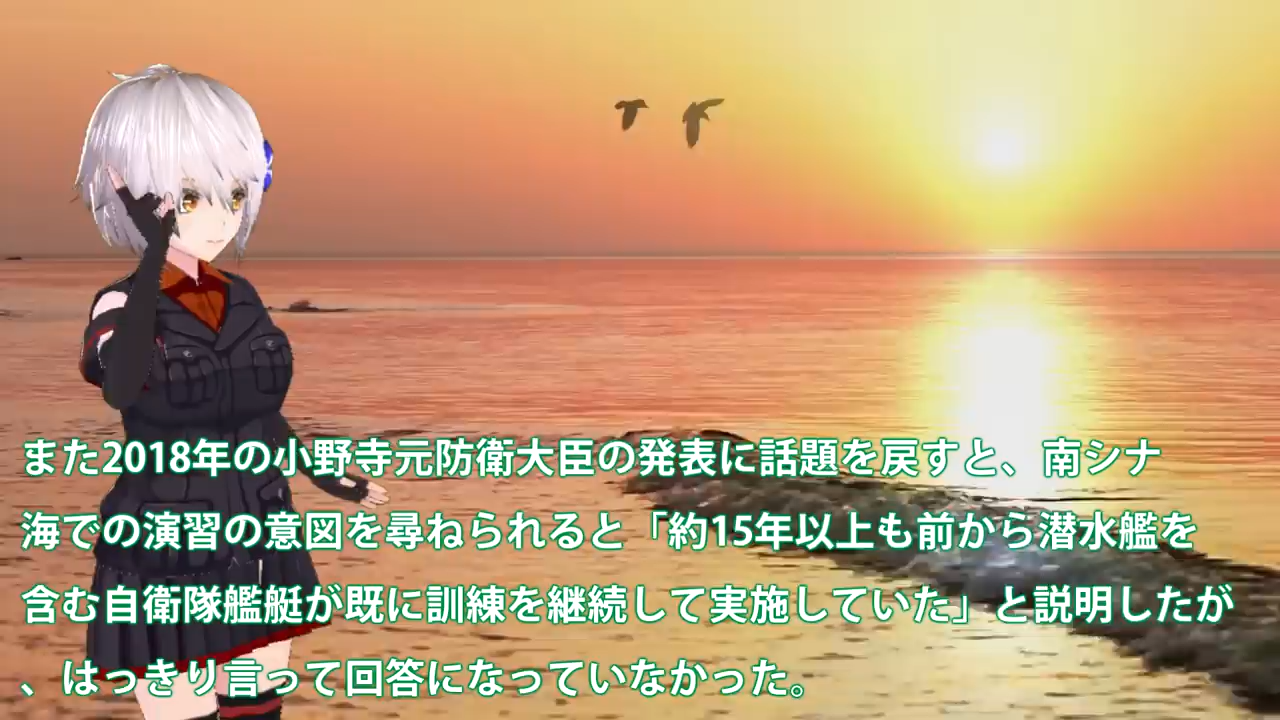 また2018年の小野寺元防衛大臣の発表に話題を戻すと、南シナ
海での演習の意図を尋ねられると「約15年以上も前から潜水艦を
含む自衛隊艦艇が既に訓練を継続して実施していた」と説明したが
、はっきり言って回答になっていなかった。